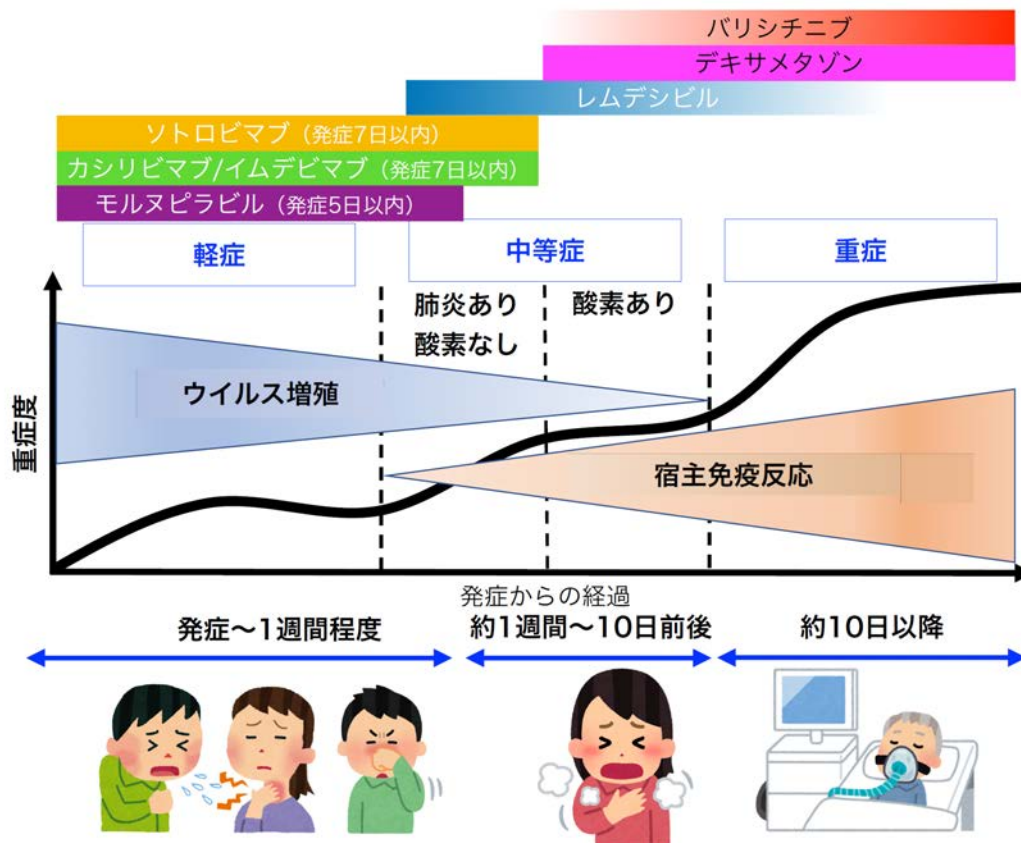 バリシチニブ
デキサメタゾン
レムデシビル
ソトロビマブ（発症7日以内）
カシリビマブ/イムデビマブ（発症7日以内）
モルヌピラビル（発症5日以内）
軽症
中等症
重症
肺炎あり
酸素なし
酸素あり
ウイルス増殖
宿主免疫反応
重症度
発症からの経過
発症〜1週間程度
約1週間〜10日前後
約10日以降